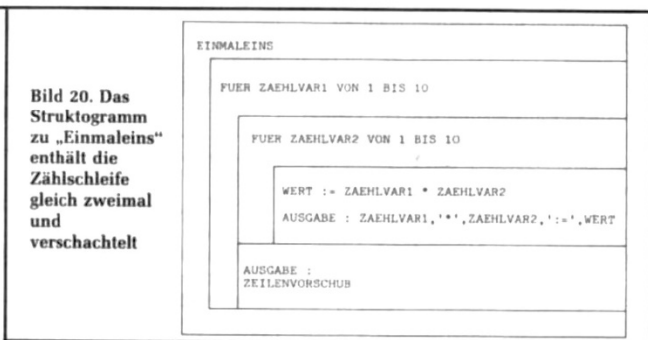 Bild 20. Das
Struktogramm
zu „Einmaleins“
enthält die
Zählschleife
gleich zweimal
und
verschachtelt
EINMALEINS
FUER ZAEHLVAR1 VON 1 BIS 10
FUER ZAEHLVAR2 VON 1 BIS 10
WERT := ZAEHLVAR1 * ZAEHLVAR2
AUSGABE : ZAEHLVAR1,'*',ZAEHLVAR2,':=',WERT
AUSGABE :
ZEILENVORSCHUB